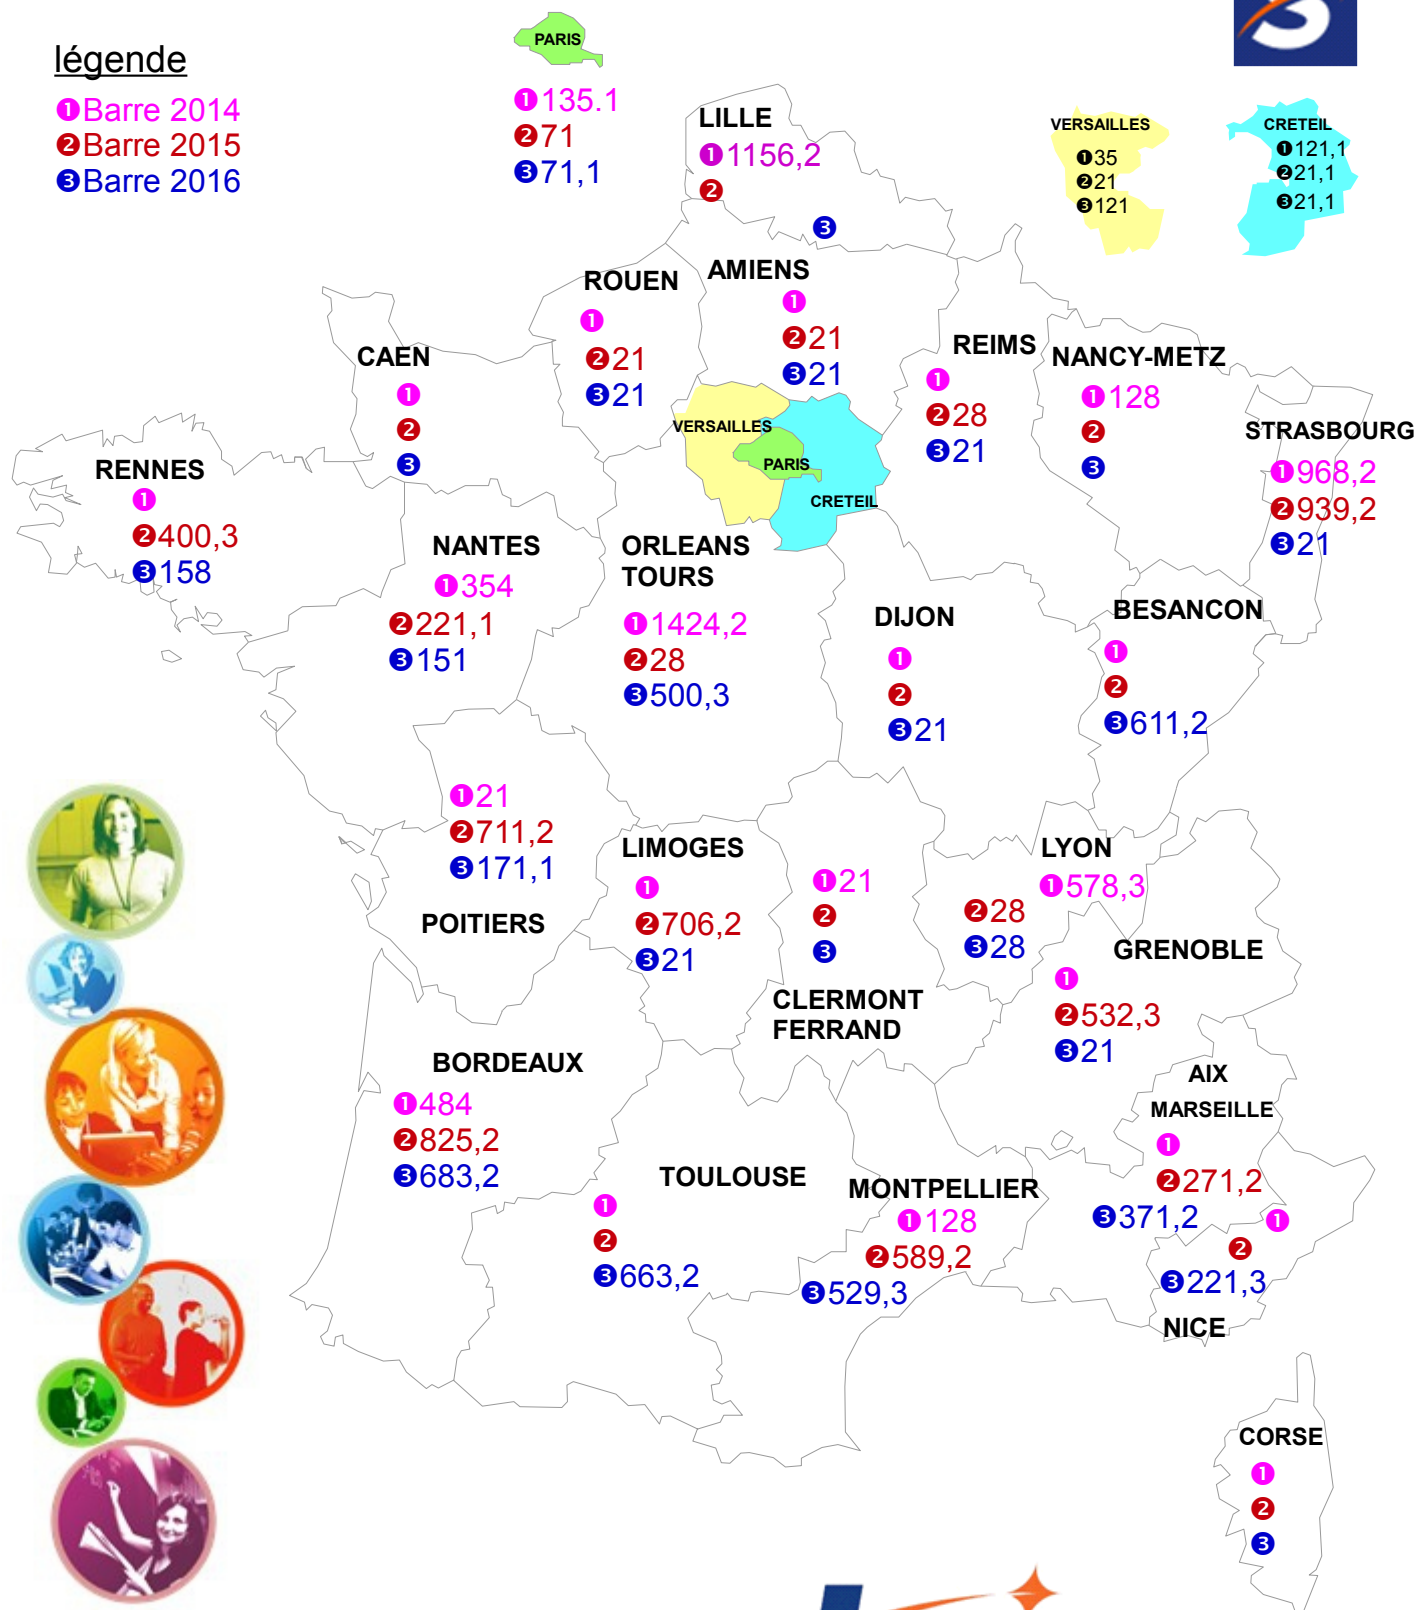 légende
❶Barre 2014
❷Barre 2015
❸Barre 2016
PARIS
❶135.1
❷71
❸71,1
LILLE
❶1156,2
❷
❸
VERSAILLES
❶35
❷21
❸121
CRETEIL
❶121,1
❷21,1
❸21,1
ROUEN
❶
❷21
❸21
AMIENS
❶
❷21
❸21
CAEN
❶
❷
❸
REIMS
❶
❷28
❸21
NANCY-METZ
❶128
❷
❸
STRASBOURG
❶968,2
❷939,2
❸21
VERSAILLES
PARIS
CRETEIL
RENNES
❶
❷400,3
❸158
NANTES
❶354
❷221,1
❸151
ORLEANS
TOURS
❶1424,2
❷28
❸500,3
DIJON
❶
❷
❸21
BESANCON
❶
❷
❸611,2
❶21
❷711,2
❸171,1
POITIERS
LIMOGES
❶
❷706,2
❸21
❶21
❷
❸
CLERMONT
FERRAND
LYON
❶578,3
❷28
❸28
GRENOBLE
❶
❷532,3
❸21
BORDEAUX
❶484
❷825,2
❸683,2
TOULOUSE
❶
❷
❸663,2
MONTPELLIER
❶128
❷589,2
❸529,3
AIX
MARSEILLE
❶
❷271,2
❸371,2
❶
❷
❸221,3
NICE
CORSE
❶
❷
❸